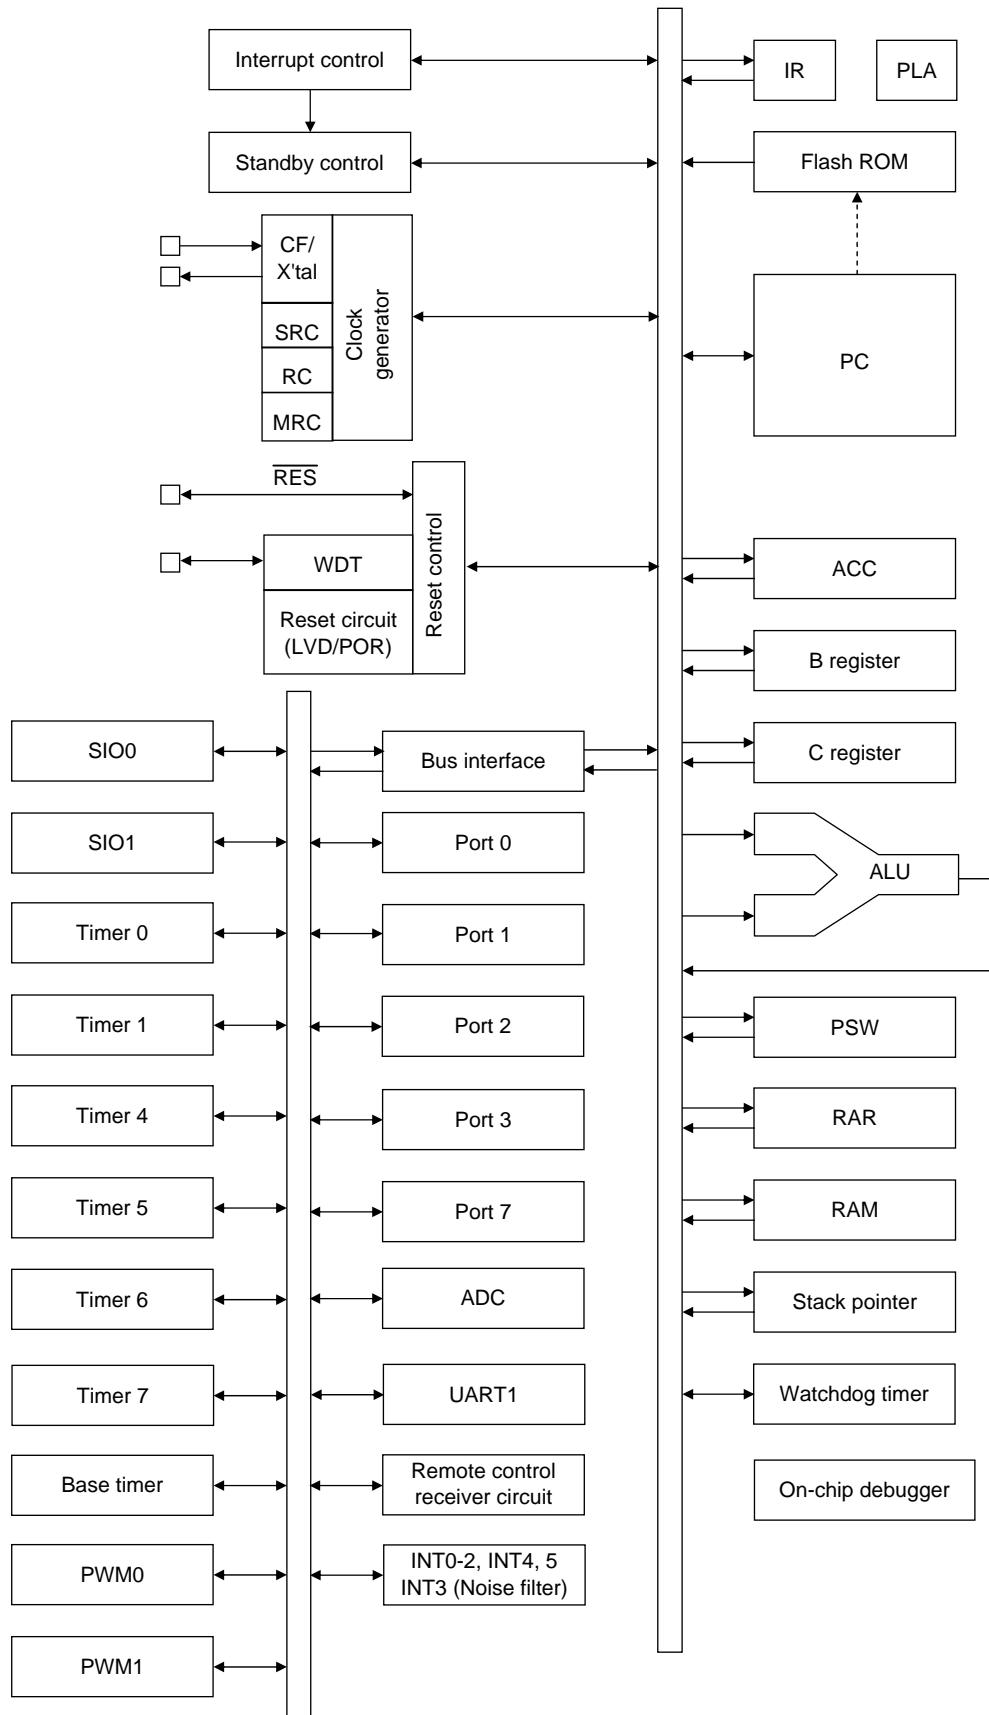 Interrupt control
IR
PLA
Standby control
Flash ROM
CF/
X'tal
SRC
RC
MRC
Clock
generator
PC
RES
WDT
Reset circuit
(LVD/POR)
Reset control
ACC
B register
C register
SIO0
Bus interface
SIO1
Port 0
ALU
Timer 0
Port 1
Timer 1
Port 2
PSW
Timer 4
Port 3
RAR
Timer 5
Port 7
RAM
Timer 6
ADC
Stack pointer
Timer 7
UART1
Watchdog timer
Base timer
Remote control
receiver circuit
On-chip debugger
PWM0
INT0-2, INT4, 5
INT3 (Noise filter)
PWM1